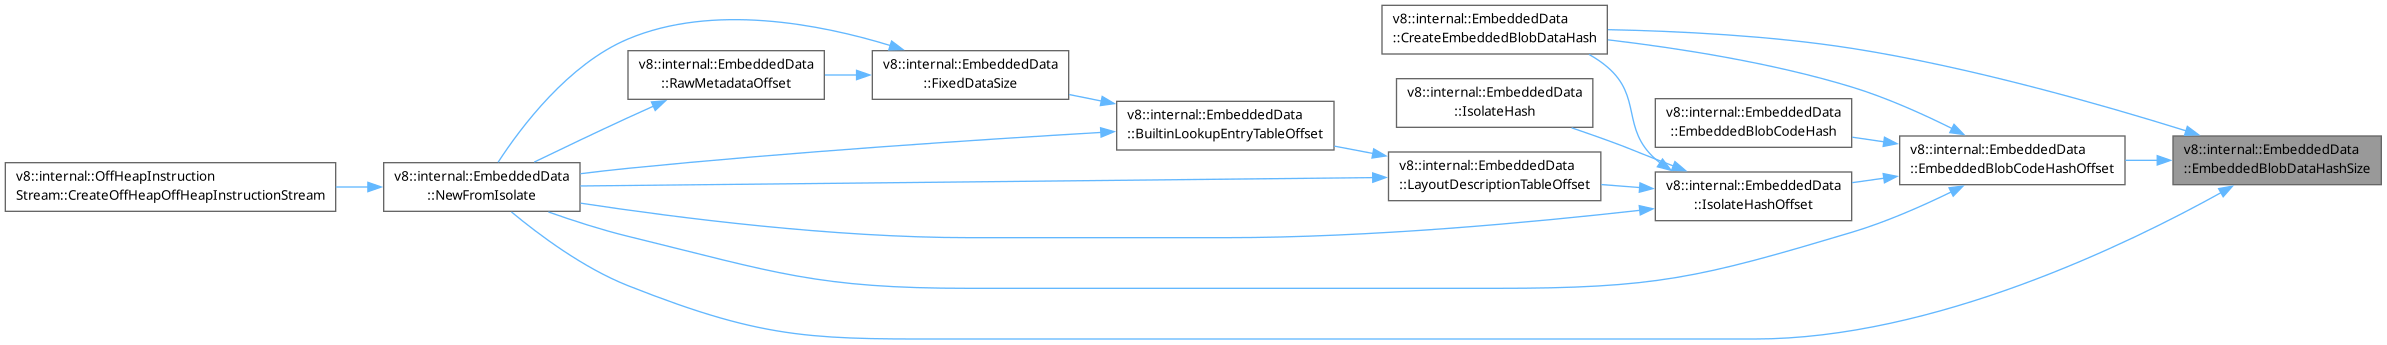 v8::internal::OffHeapInstruction
Stream::CreateOffHeapOffHeapInstructionStream
v8::internal::EmbeddedData
::NewFromIsolate
v8::internal::EmbeddedData
::RawMetadataOffset
v8::internal::EmbeddedData
::FixedDataSize
v8::internal::EmbeddedData
::BuiltinLookupEntryTableOffset
v8::internal::EmbeddedData
::CreateEmbeddedBlobDataHash
v8::internal::EmbeddedData
::IsolateHash
v8::internal::EmbeddedData
::LayoutDescriptionTableOffset
v8::internal::EmbeddedData
::EmbeddedBlobCodeHash
v8::internal::EmbeddedData
::IsolateHashOffset
v8::internal::EmbeddedData
::EmbeddedBlobCodeHashOffset
v8::internal::EmbeddedData
::EmbeddedBlobDataHashSize